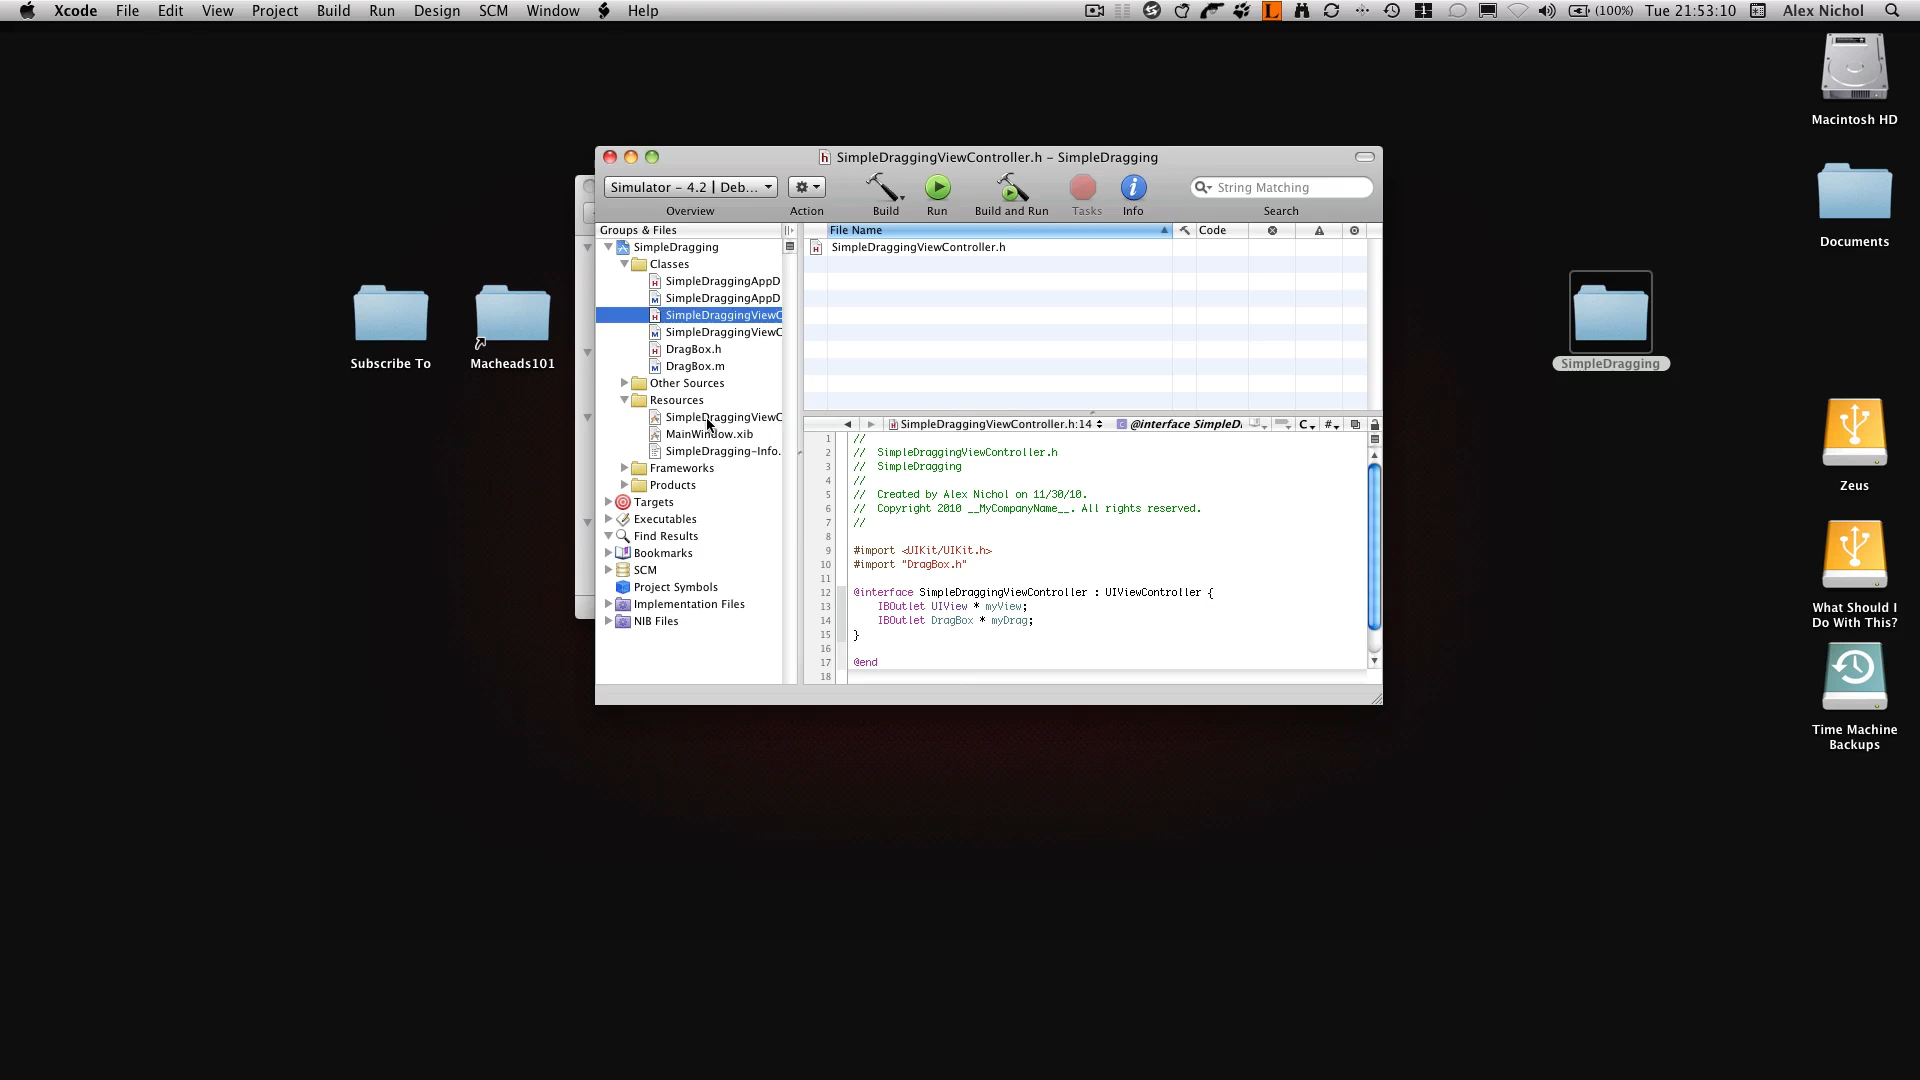 Xcode File Edit View Project Build Run Design SCM Window Help
(100%) Tue 21:53:10 Alex Nichol
Macintosh HD
Documents
SimpleDragging
Zeus
What Should I
Do With This?
Time Machine
Backups
Subscribe To
Macheads101
SimpleDraggingViewController.h - SimpleDragging
Simulator - 4.2 | Deb...
String Matching
Overview Action Build Run Build and Run Tasks Info Search
Groups & Files
SimpleDragging
Classes
SimpleDraggingAppD
SimpleDraggingAppD
SimpleDraggingViewC
SimpleDraggingViewC
DragBox.h
DragBox.m
Other Sources
Resources
SimpleDraggingViewC
MainWindow.xib
SimpleDragging-Info.
Frameworks
Products
Targets
Executables
Find Results
Bookmarks
SCM
Project Symbols
Implementation Files
NIB Files
File Name Code
SimpleDraggingViewController.h
SimpleDraggingViewController.h:14 @interface SimpleD
1 //
2 // SimpleDraggingViewController.h
3 // SimpleDragging
4 //
5 // Created by Alex Nichol on 11/30/10.
6 // Copyright 2010 __MyCompanyName__. All rights reserved.
7 //
8
9 #import <UIKit/UIKit.h>
10 #import "DragBox.h"
11
12 @interface SimpleDraggingViewController : UIViewController {
13 IBOutlet UIView * myView;
14 IBOutlet DragBox * myDrag;
15 }
16
17 @end
18